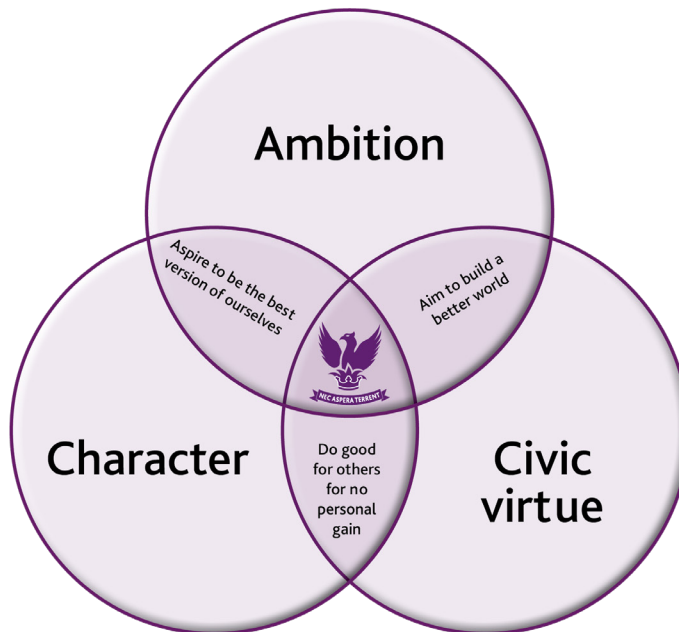 Ambition
Aspire to be the best
version of ourselves
Aim to build a
better world
NEC ASPERA TERRENT
Character
Do good
for others
for no
personal
gain
Civic
virtue